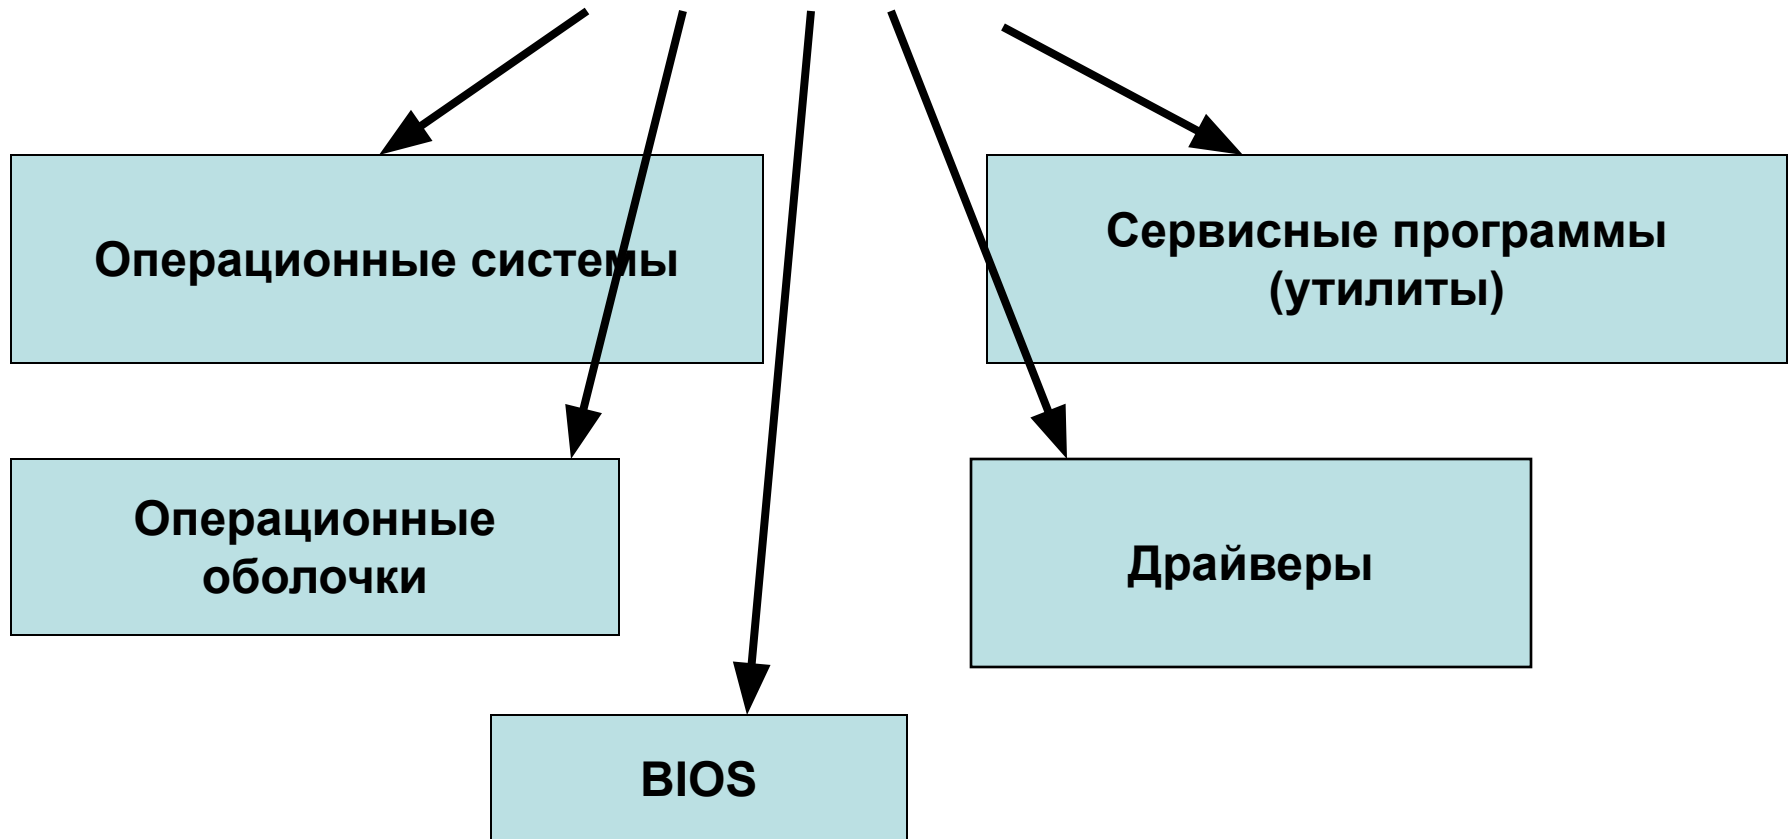 Операционные системы
Сервисные программы
(утилиты)
Операционные
оболочки
Драйверы
BIOS